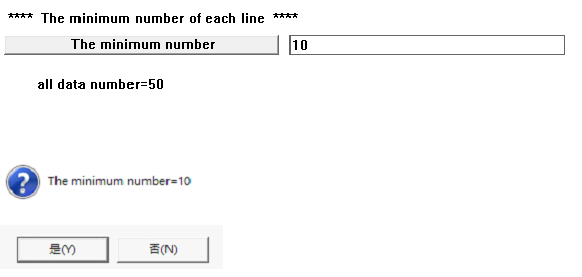 **** The minimum number of each line ****
The minimum number 10
all data number=50
The minimum number=10
是(Y) 否(N)